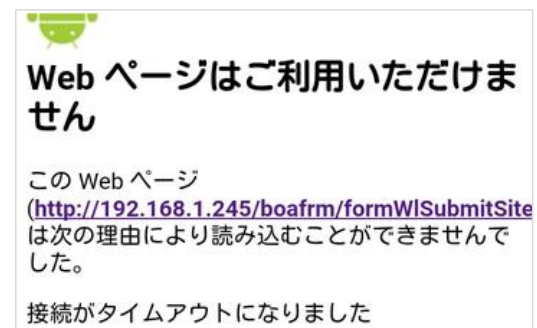 Web ページはご利用いただけま
せん
この Web ページ
(http://192.168.1.245/boafrm/formWlSubmitSite
は次の理由により読み込むことができませんで
した。
接続がタイムアウトになりました